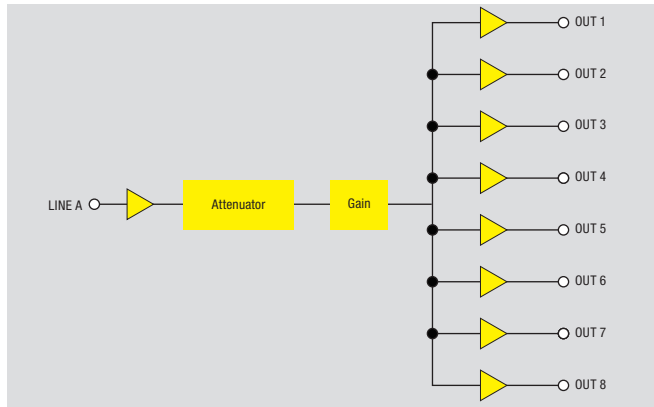 OUT 1
OUT 2
OUT 3
OUT 4
LINE A
Attenuator
Gain
OUT 5
OUT 6
OUT 7
OUT 8